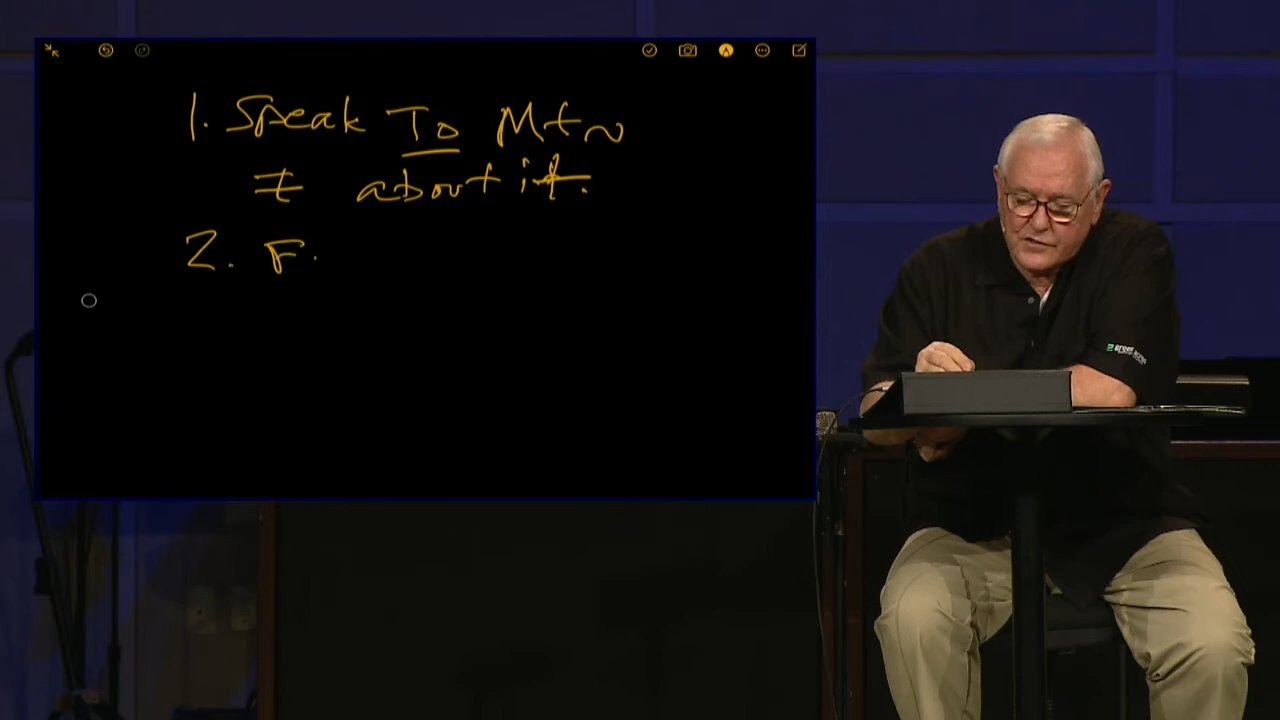 1. Speak To Mtn
≠ about it.
2. F.